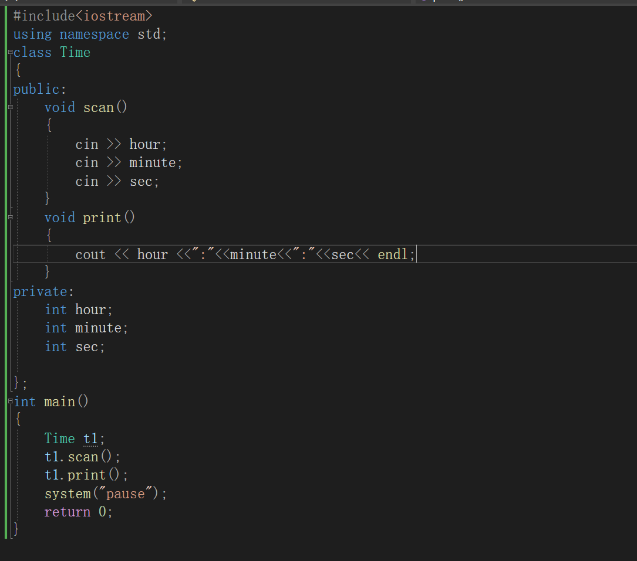 #include<iostream>
using namespace std;
class Time
{
public:
    void scan()
    {
        cin >> hour;
        cin >> minute;
        cin >> sec;
    }
    void print()
    {
        cout << hour <<":"<<minute<<":"<<sec<< endl;
    }
private:
    int hour;
    int minute;
    int sec;

};
int main()
{
    Time t1;
    t1.scan();
    t1.print();
    system("pause");
    return 0;
}